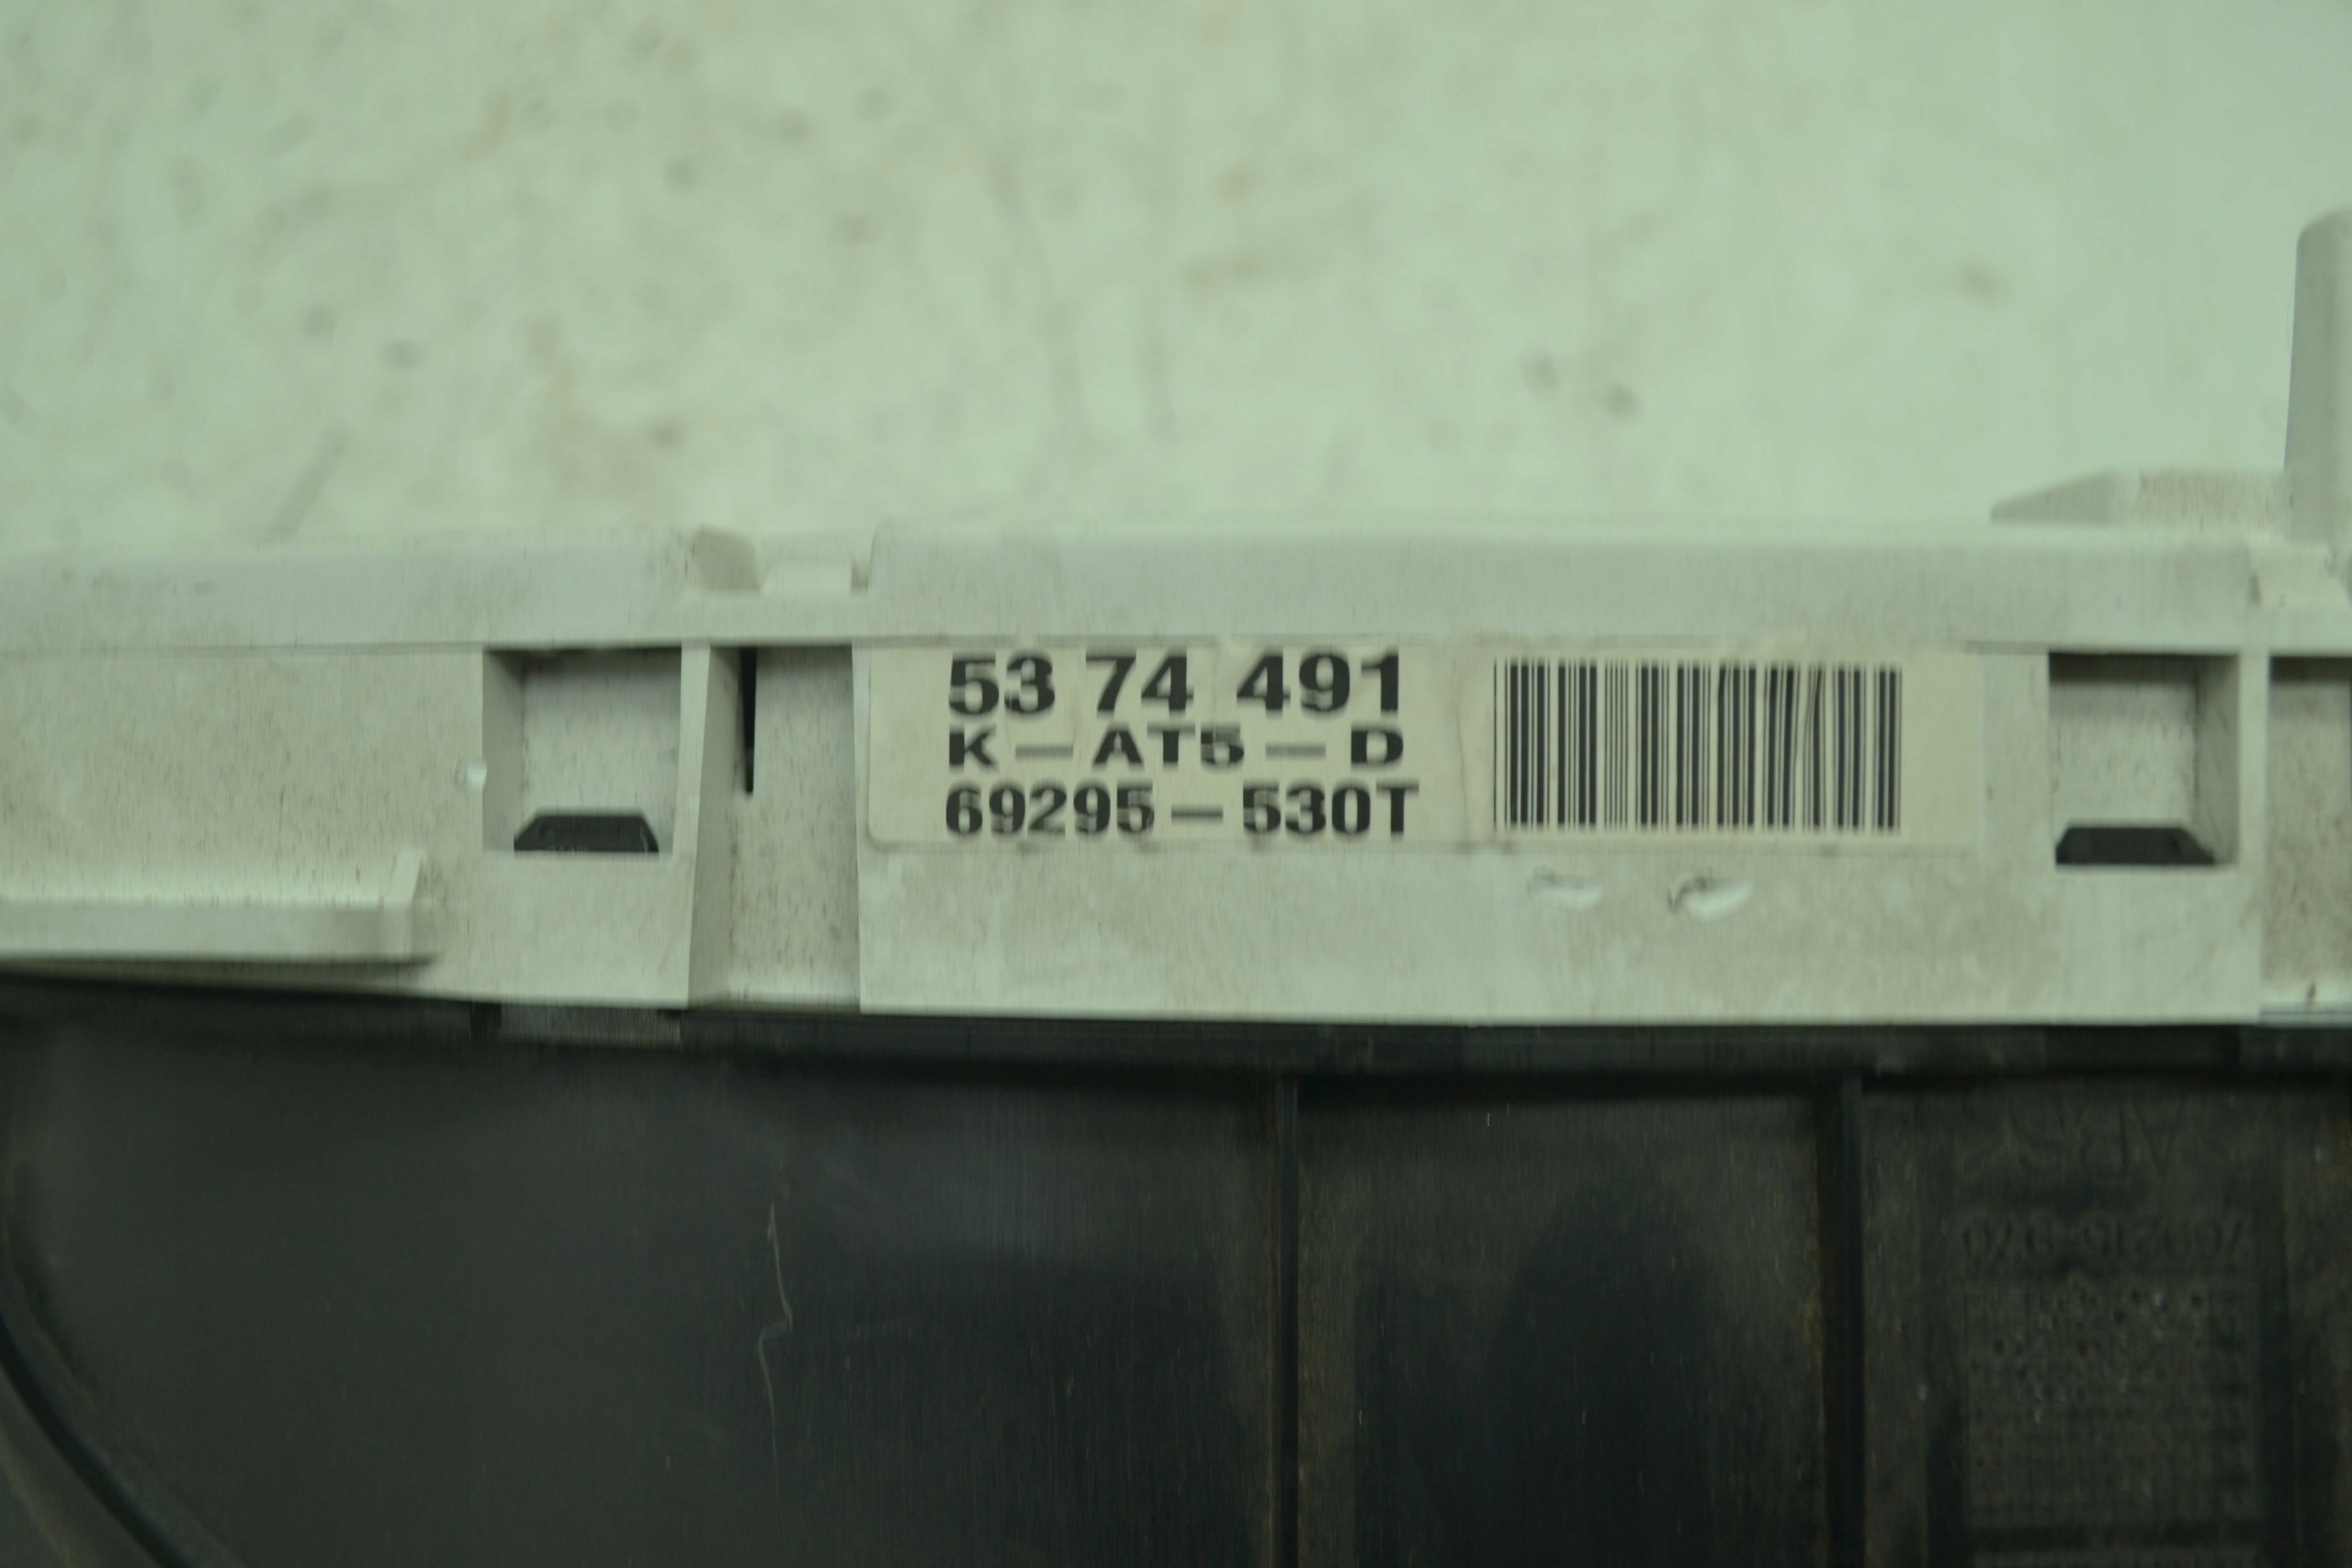 53 74 491
K — AT5 — D
69295 — 530T